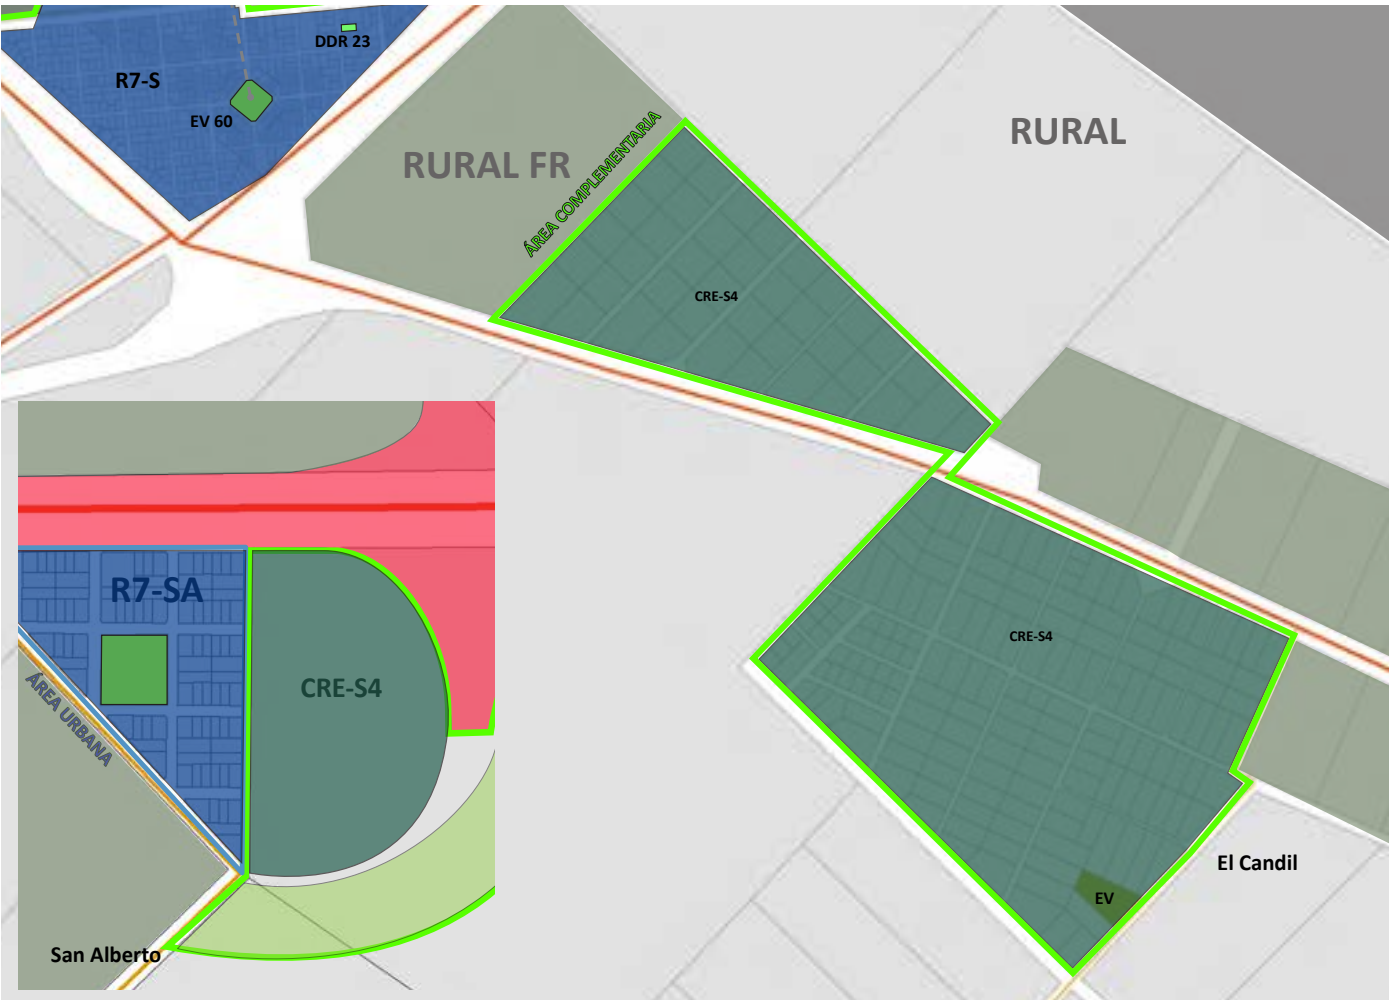 DDR 23
R7-S
EV 60
RURAL
RURAL FR
ÁREA COMPLEMENTARIA
CRE-S4
R7-SA
CRE-S4
CRE-S4
ÁREA URBANA
El Candil
EV
San Alberto